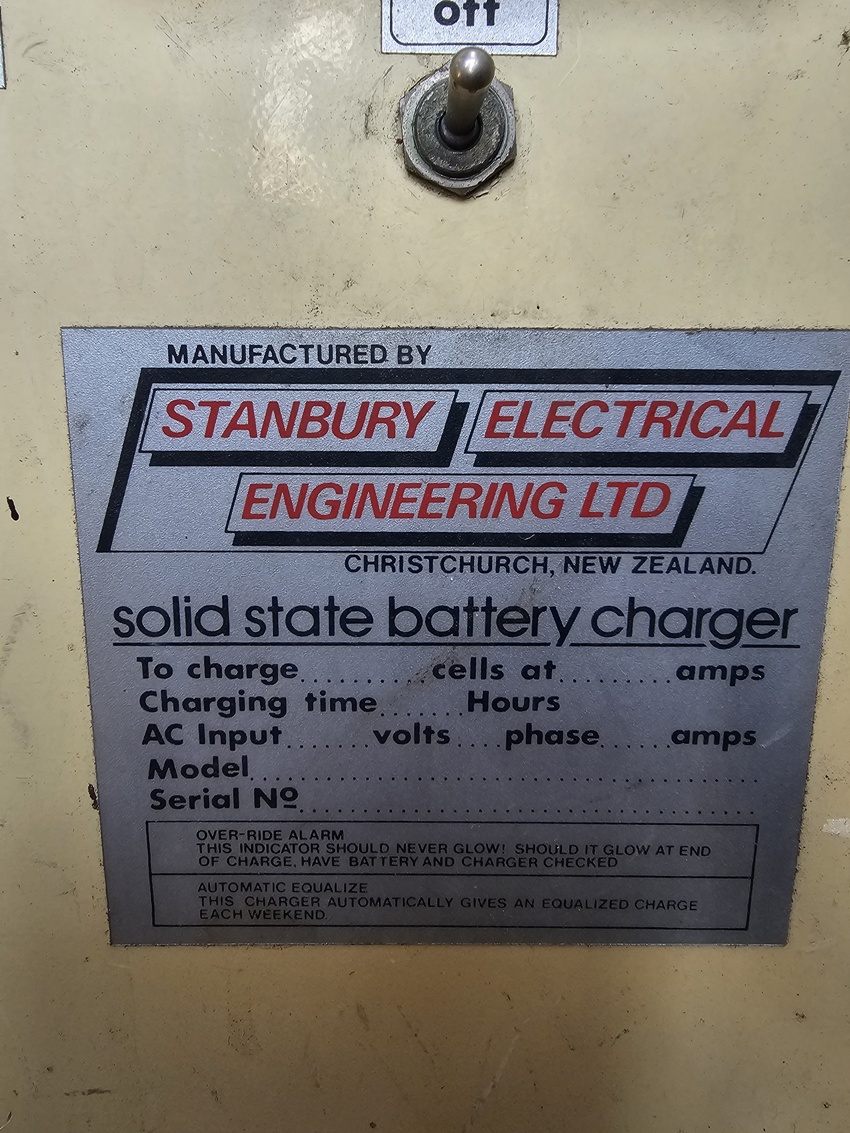 off
MANUFACTURED BY
STANBURY ELECTRICAL
ENGINEERING LTD
CHRISTCHURCH, NEW ZEALAND.
solid state battery charger
To charge..........cells at.........amps
Charging time......Hours
AC Input.......volts....phase......amps
Model..................................................
Serial Nº.............................................
OVER-RIDE ALARM
THIS INDICATOR SHOULD NEVER GLOW! SHOULD IT GLOW AT END
OF CHARGE, HAVE BATTERY AND CHARGER CHECKED
AUTOMATIC EQUALIZE
THIS CHARGER AUTOMATICALLY GIVES AN EQUALIZED CHARGE
EACH WEEKEND.